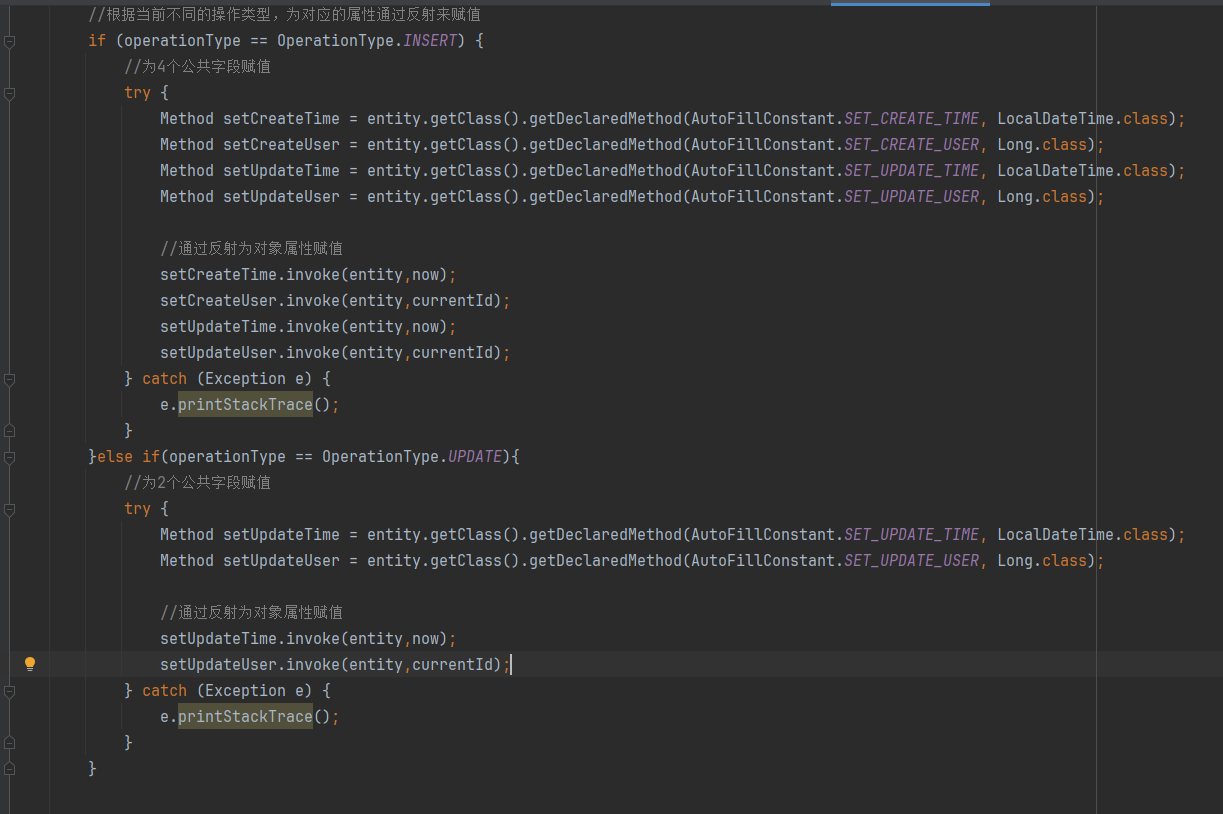 //根据当前不同的操作类型，为对应的属性通过反射来赋值
if (operationType == OperationType.INSERT) {
//为4个公共字段赋值
try {
Method setCreateTime = entity.getClass().getDeclaredMethod(AutoFillConstant.SET_CREATE_TIME, LocalDateTime.class);
Method setCreateUser = entity.getClass().getDeclaredMethod(AutoFillConstant.SET_CREATE_USER, Long.class);
Method setUpdateTime = entity.getClass().getDeclaredMethod(AutoFillConstant.SET_UPDATE_TIME, LocalDateTime.class);
Method setUpdateUser = entity.getClass().getDeclaredMethod(AutoFillConstant.SET_UPDATE_USER, Long.class);
//通过反射为对象属性赋值
setCreateTime.invoke(entity,now);
setCreateUser.invoke(entity,currentId);
setUpdateTime.invoke(entity,now);
setUpdateUser.invoke(entity,currentId);
} catch (Exception e) {
e.printStackTrace();
}
}else if(operationType == OperationType.UPDATE){
//为2个公共字段赋值
try {
Method setUpdateTime = entity.getClass().getDeclaredMethod(AutoFillConstant.SET_UPDATE_TIME, LocalDateTime.class);
Method setUpdateUser = entity.getClass().getDeclaredMethod(AutoFillConstant.SET_UPDATE_USER, Long.class);
//通过反射为对象属性赋值
setUpdateTime.invoke(entity,now);
setUpdateUser.invoke(entity,currentId);
} catch (Exception e) {
e.printStackTrace();
}
}